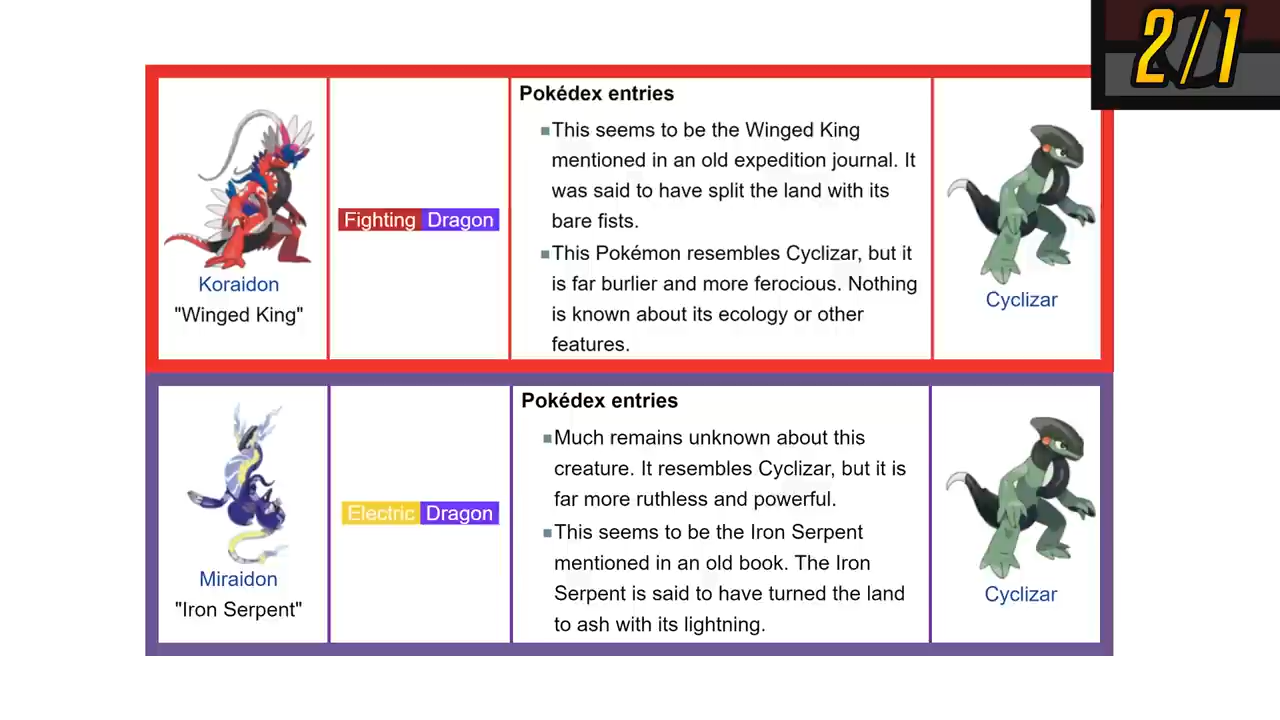 2/1
Koraidon
"Winged King"
Fighting Dragon
Pokédex entries
This seems to be the Winged King
mentioned in an old expedition journal. It
was said to have split the land with its
bare fists.
This Pokémon resembles Cyclizar, but it
is far burlier and more ferocious. Nothing
is known about its ecology or other
features.
Cyclizar
Miraidon
"Iron Serpent"
Electric Dragon
Pokédex entries
Much remains unknown about this
creature. It resembles Cyclizar, but it is
far more ruthless and powerful.
This seems to be the Iron Serpent
mentioned in an old book. The Iron
Serpent is said to have turned the land
to ash with its lightning.
Cyclizar